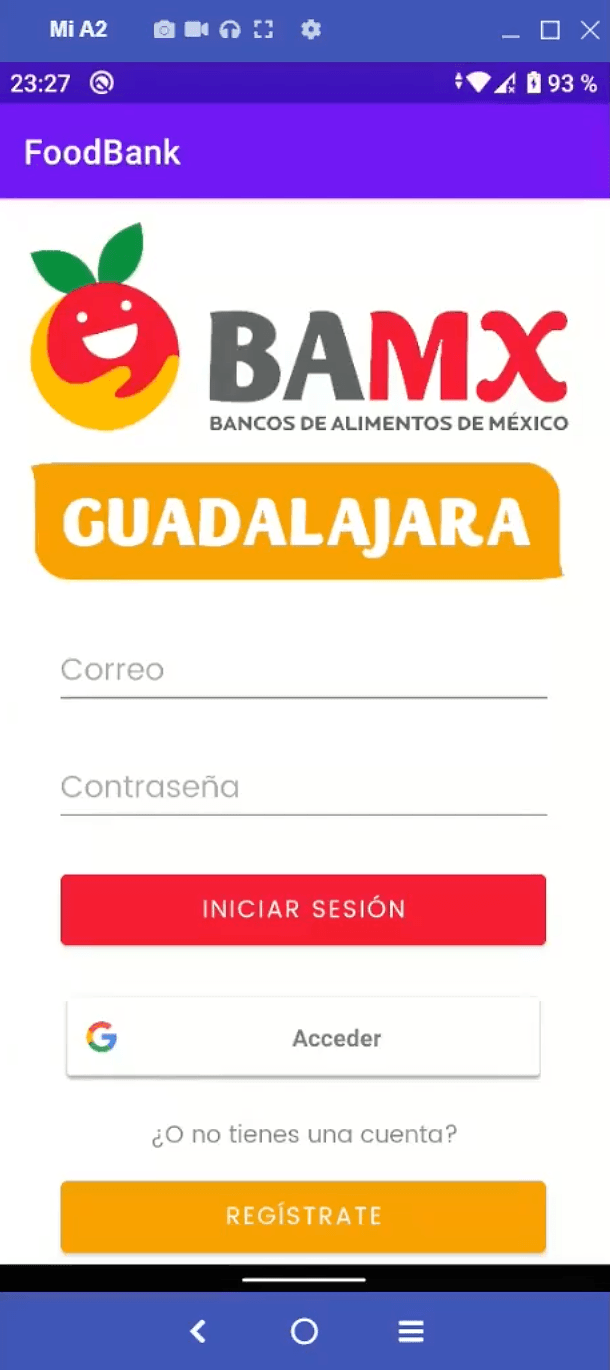 Mi A2
23:27
93 %
FoodBank
BAMX
BANCOS DE ALIMENTOS DE MÉXICO
GUADALAJARA
Correo
Contraseña
INICIAR SESIÓN
Acceder
¿O no tienes una cuenta?
REGÍSTRATE